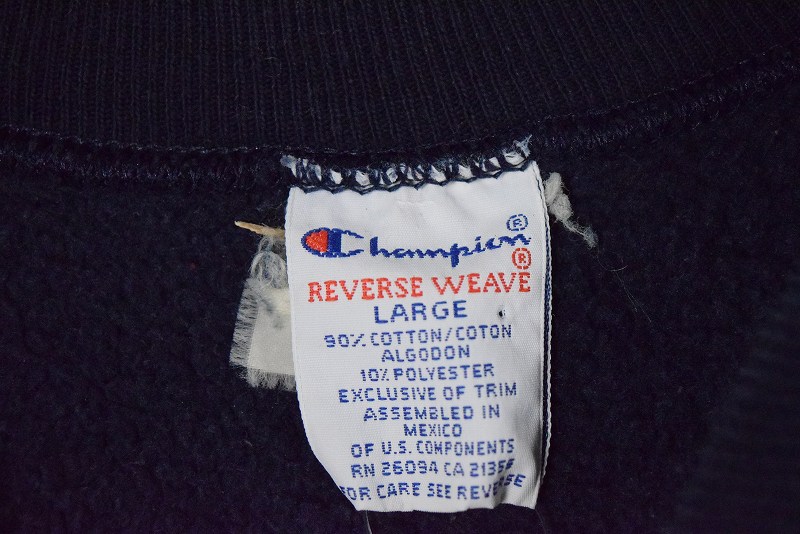 Champion®
REVERSE WEAVE®
LARGE
90% COTTON/COTON
ALGODON
10% POLYESTER
EXCLUSIVE OF TRIM
ASSEMBLED IN
MEXICO
OF U.S. COMPONENTS
RN 26094 CA 21356
FOR CARE SEE REVERSE